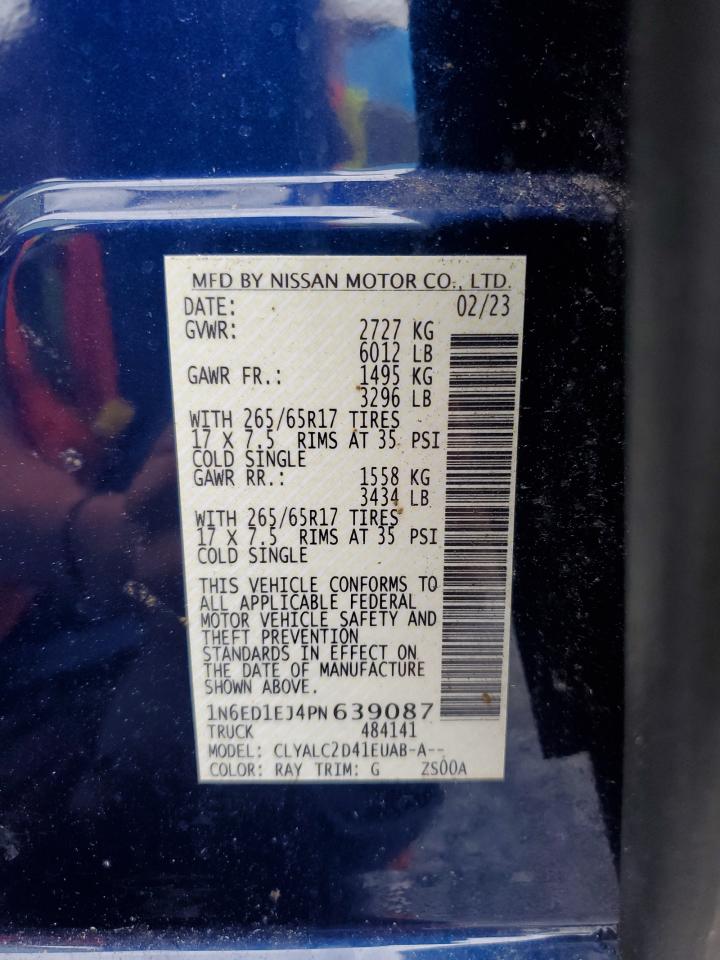 MFD BY NISSAN MOTOR CO., LTD.
DATE: 02/23
GVWR: 2727 KG
6012 LB
GAWR FR.: 1495 KG
3296 LB
WITH 265/65R17 TIRES
17 X 7.5 RIMS AT 35 PSI
COLD SINGLE
GAWR RR.: 1558 KG
3434 LB
WITH 265/65R17 TIRES
17 X 7.5 RIMS AT 35 PSI
COLD SINGLE
THIS VEHICLE CONFORMS TO
ALL APPLICABLE FEDERAL
MOTOR VEHICLE SAFETY AND
THEFT PREVENTION
STANDARDS IN EFFECT ON
THE DATE OF MANUFACTURE
SHOWN ABOVE.
1N6ED1EJ4PN639087
TRUCK 484141
MODEL: CLYALC2D41EUAB-A--
COLOR: RAY TRIM: G ZS00A